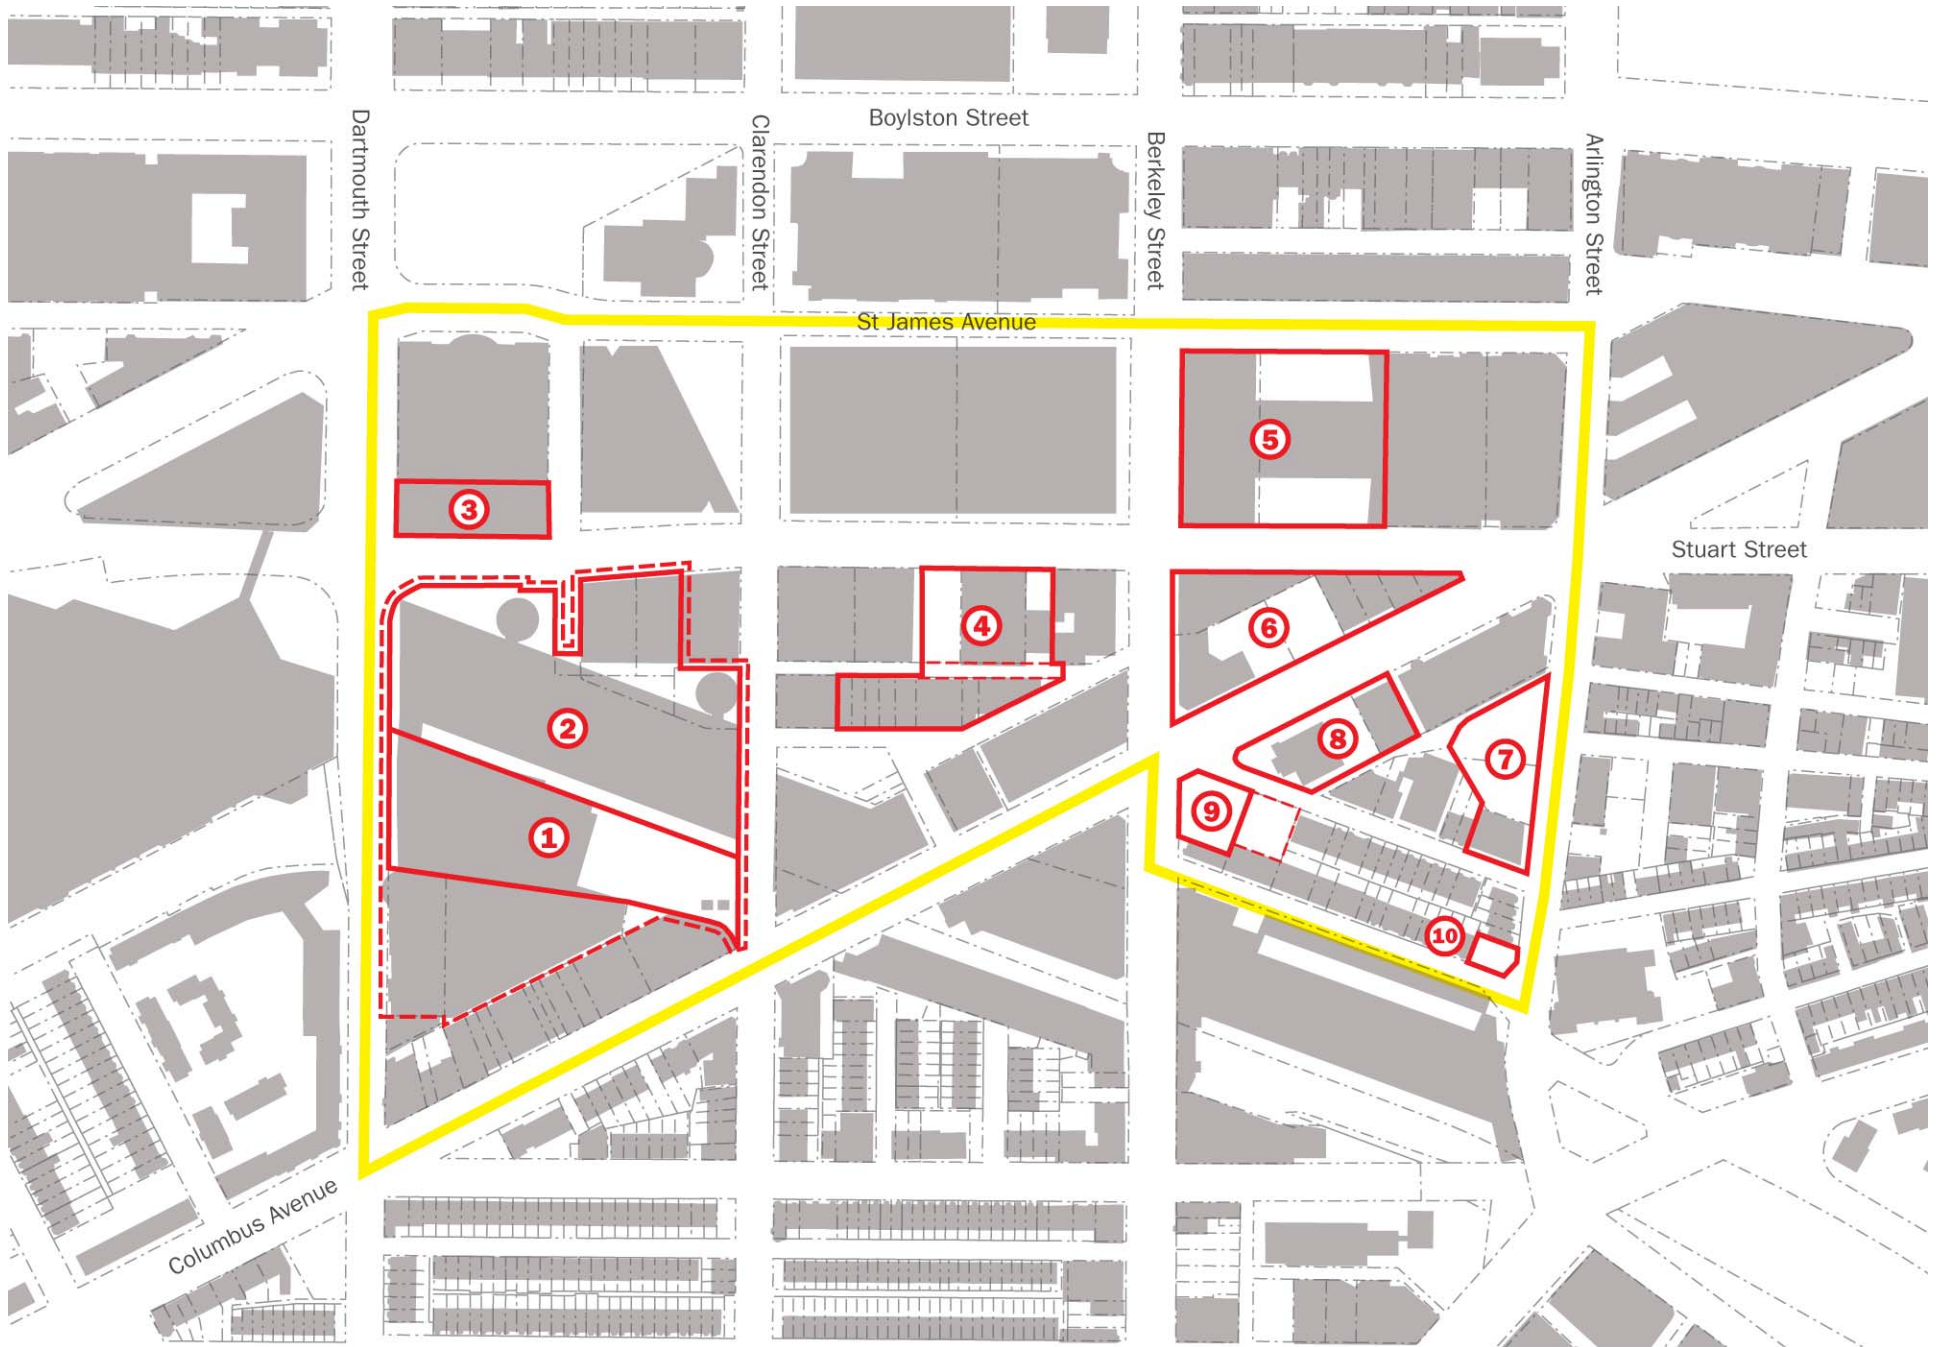 Boylston Street
Dartmouth Street
Clarendon Street
Berkeley Street
Arlington Street
St James Avenue
5
3
Stuart Street
4
6
2
8
7
1
9
10
Columbus Avenue